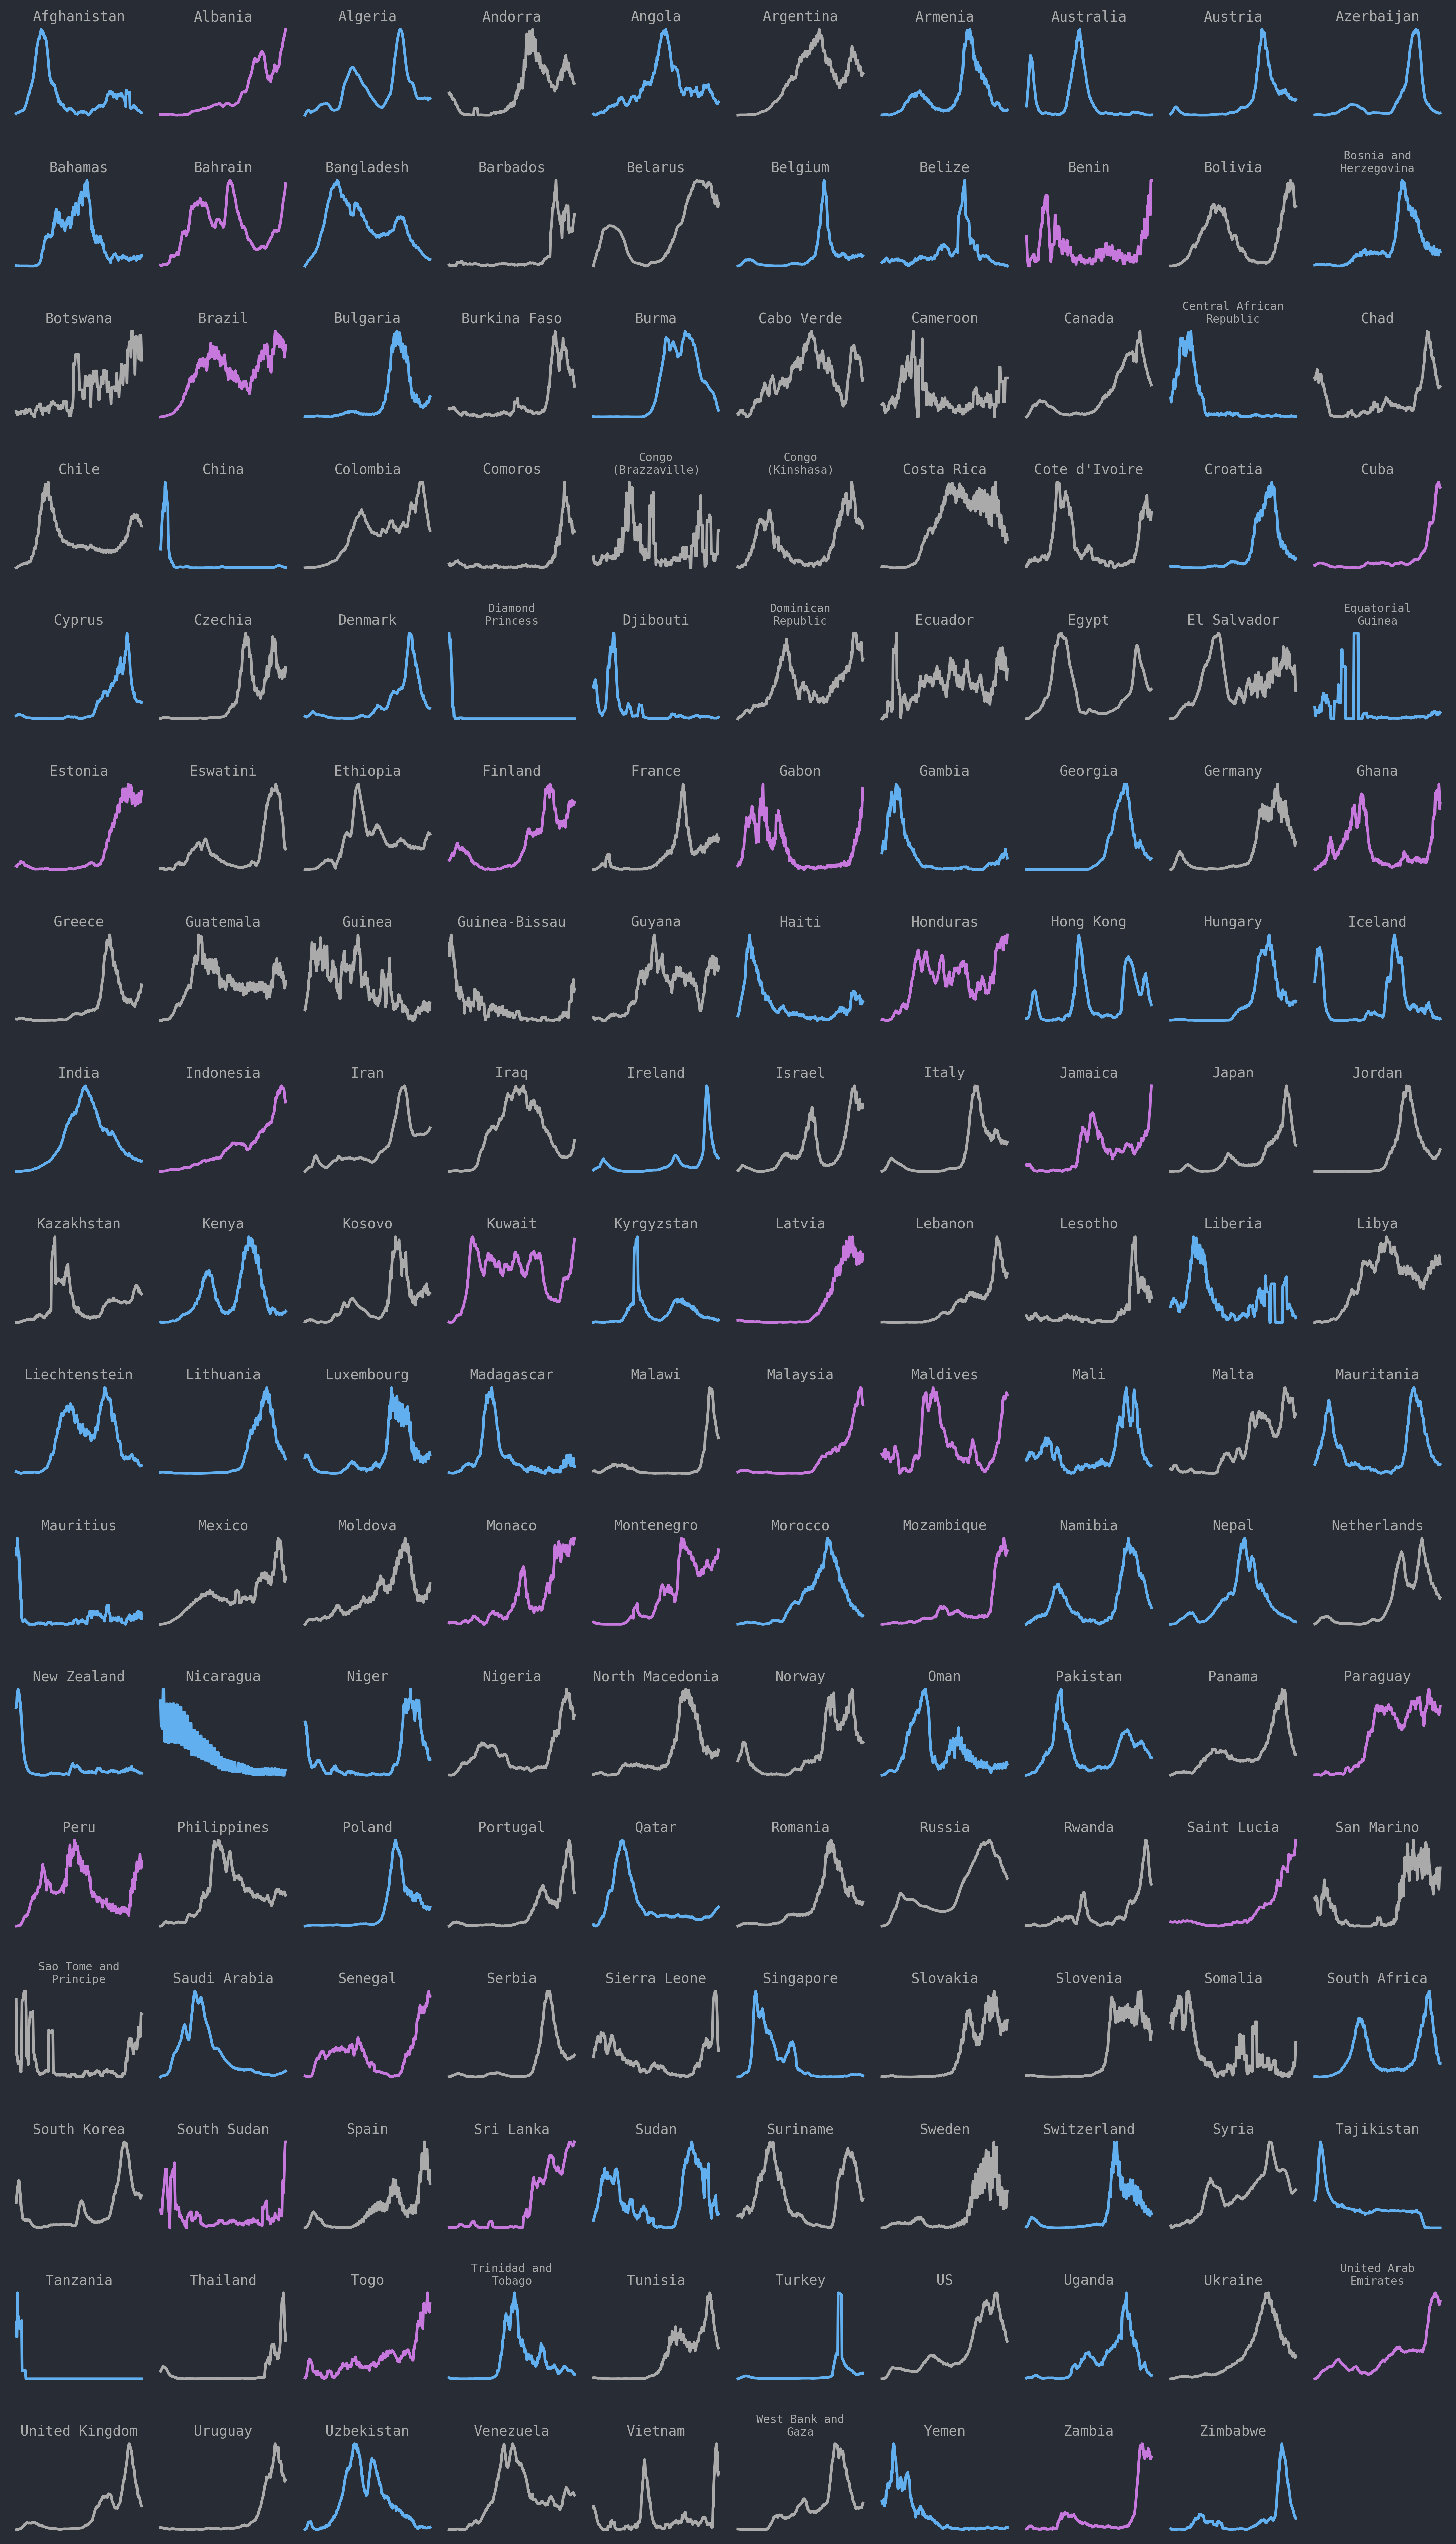 Afghanistan
Albania
Algeria
Andorra
Angola
Argentina
Armenia
Australia
Austria
Azerbaijan
Bahamas
Bahrain
Bangladesh
Barbados
Belarus
Belgium
Belize
Benin
Bolivia
Bosnia and
Herzegovina
Botswana
Brazil
Bulgaria
Burkina Faso
Burma
Cabo Verde
Cameroon
Canada
Central African
Republic
Chad
Chile
China
Colombia
Comoros
Congo
(Brazzaville)
Congo
(Kinshasa)
Costa Rica
Cote d'Ivoire
Croatia
Cuba
Cyprus
Czechia
Denmark
Diamond
Princess
Djibouti
Dominican
Republic
Ecuador
Egypt
El Salvador
Equatorial
Guinea
Estonia
Eswatini
Ethiopia
Finland
France
Gabon
Gambia
Georgia
Germany
Ghana
Greece
Guatemala
Guinea
Guinea-Bissau
Guyana
Haiti
Honduras
Hong Kong
Hungary
Iceland
India
Indonesia
Iran
Iraq
Ireland
Israel
Italy
Jamaica
Japan
Jordan
Kazakhstan
Kenya
Kosovo
Kuwait
Kyrgyzstan
Latvia
Lebanon
Lesotho
Liberia
Libya
Liechtenstein
Lithuania
Luxembourg
Madagascar
Malawi
Malaysia
Maldives
Mali
Malta
Mauritania
Mauritius
Mexico
Moldova
Monaco
Montenegro
Morocco
Mozambique
Namibia
Nepal
Netherlands
New Zealand
Nicaragua
Niger
Nigeria
North Macedonia
Norway
Oman
Pakistan
Panama
Paraguay
Peru
Philippines
Poland
Portugal
Qatar
Romania
Russia
Rwanda
Saint Lucia
San Marino
Sao Tome and
Principe
Saudi Arabia
Senegal
Serbia
Sierra Leone
Singapore
Slovakia
Slovenia
Somalia
South Africa
South Korea
South Sudan
Spain
Sri Lanka
Sudan
Suriname
Sweden
Switzerland
Syria
Tajikistan
Tanzania
Thailand
Togo
Trinidad and
Tobago
Tunisia
Turkey
US
Uganda
Ukraine
United Arab
Emirates
United Kingdom
Uruguay
Uzbekistan
Venezuela
Vietnam
West Bank and
Gaza
Yemen
Zambia
Zimbabwe